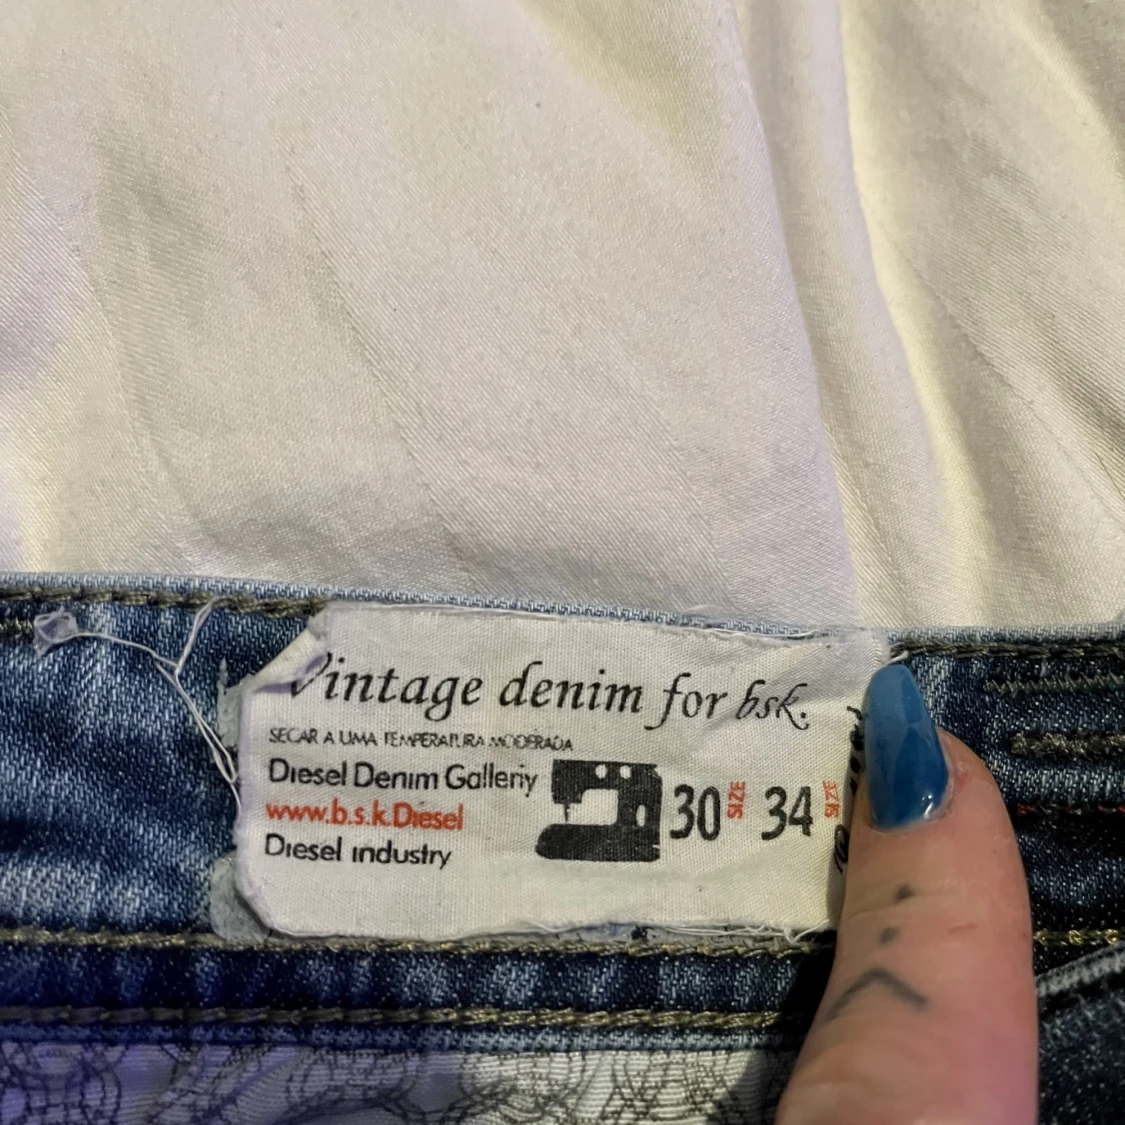 Vintage denim for bsk.
SECAR A UMA TEMPERATURA MODERADA
Diesel Denim Galleriy
www.b.s.k.Diesel
Diesel industry
30 SIZE 34 SIZE